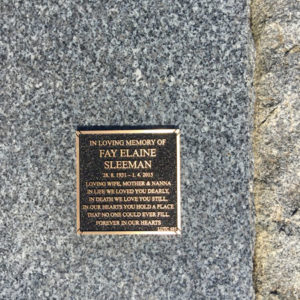 IN LOVING MEMORY OF
FAY ELAINE
SLEEMAN
28. 8. 1931 – 1. 4. 2015
LOVING WIFE, MOTHER & NANNA
IN LIFE WE LOVED YOU DEARLY,
IN DEATH WE LOVE YOU STILL,
IN OUR HEARTS YOU HOLD A PLACE
THAT NO ONE COULD EVER FILL.
FOREVER IN OUR HEARTS